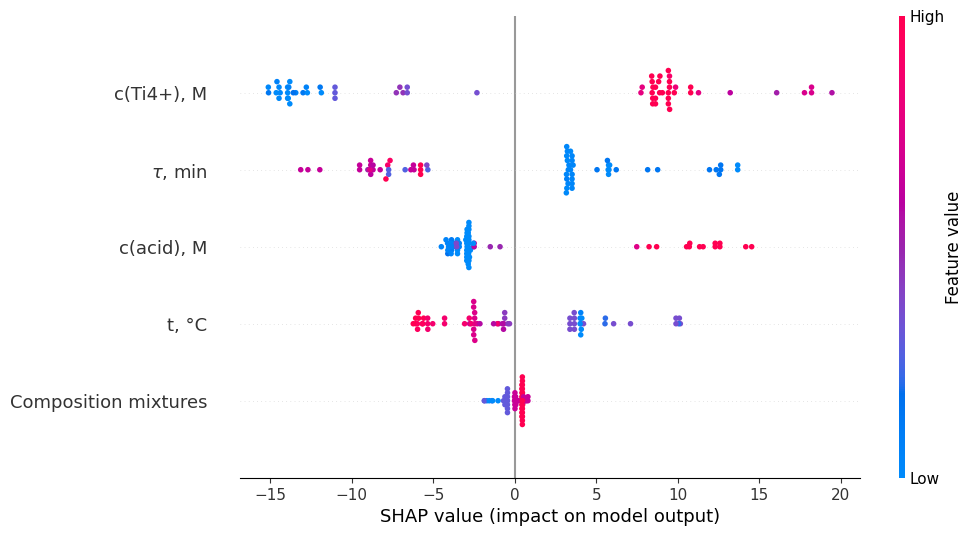 High
c(Ti4+), M
τ, min
c(acid), M
t, °C
Composition mixtures
Feature value
Low
−15 −10 −5 0 5 10 15 20
SHAP value (impact on model output)